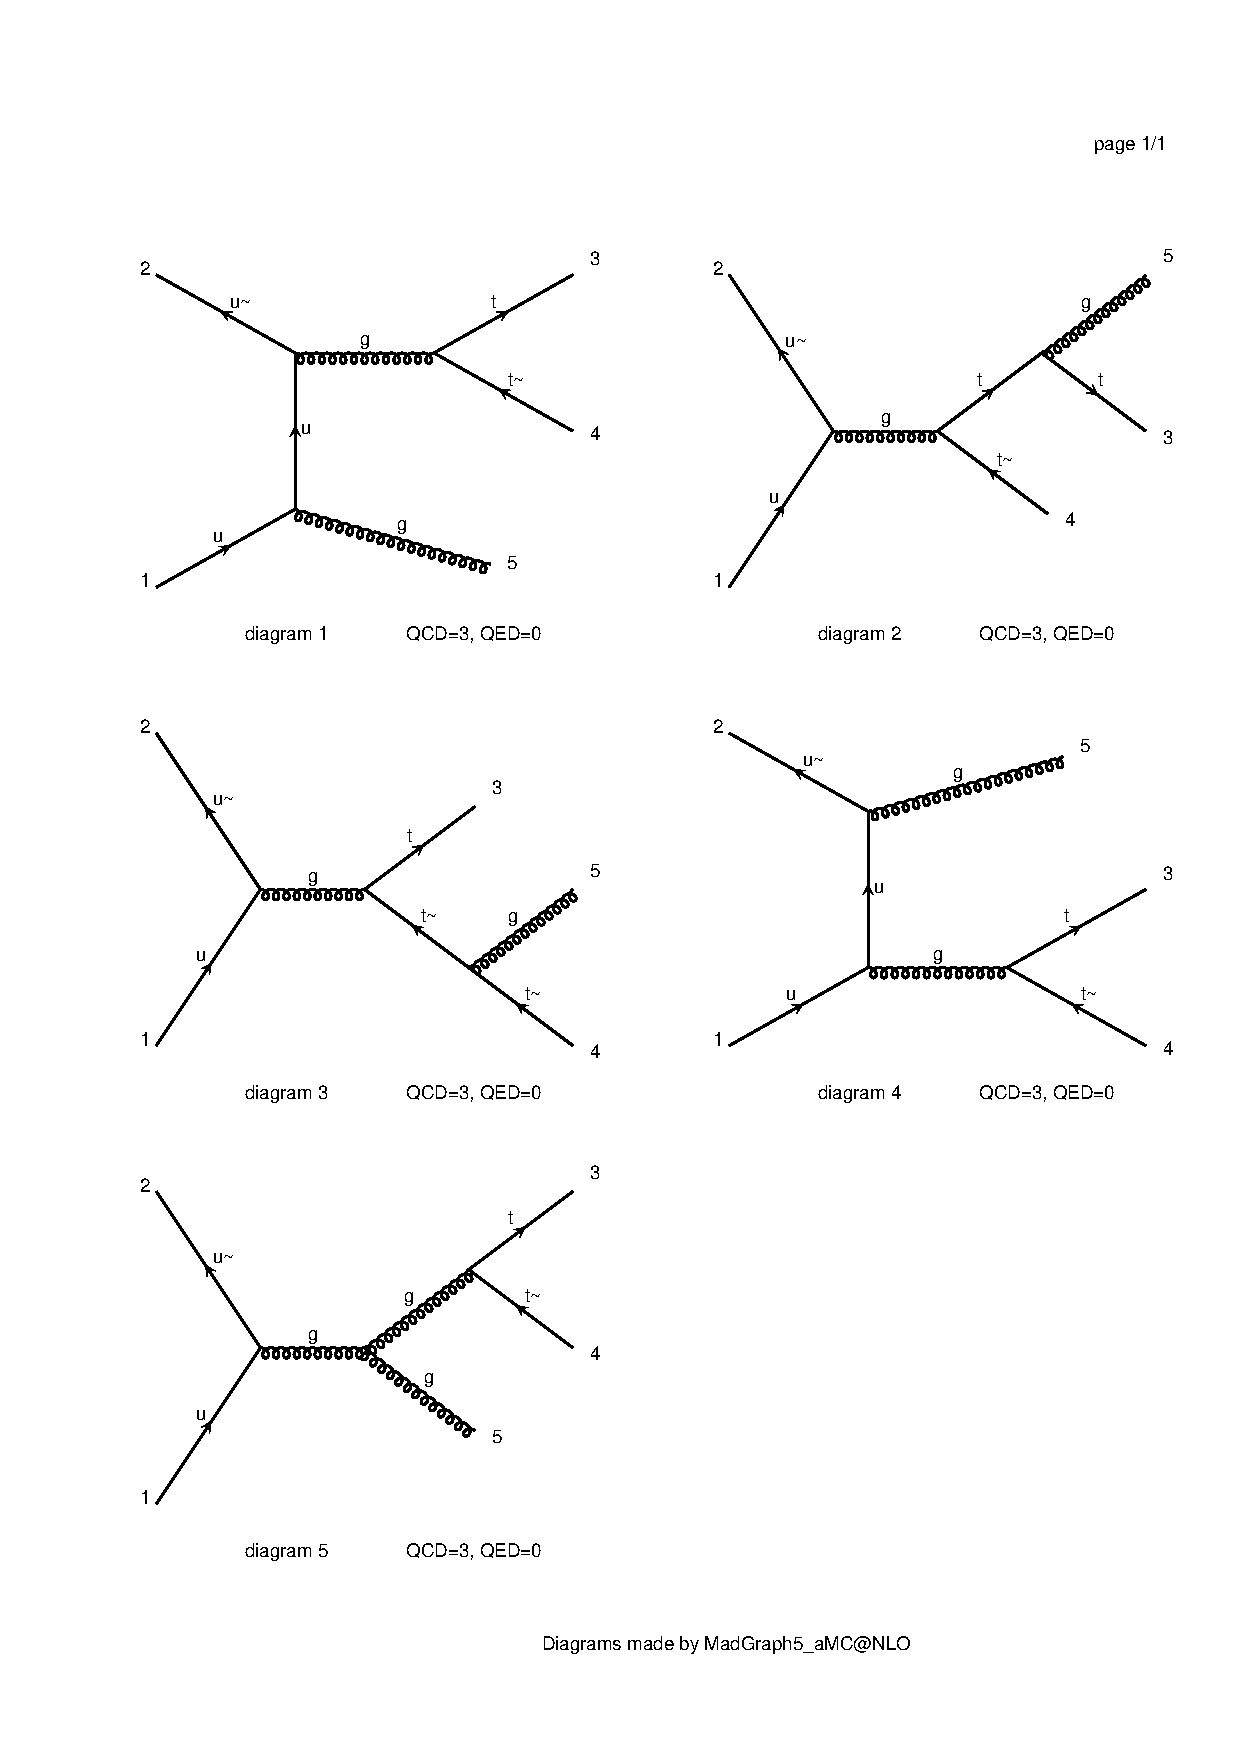 page 1/1
2
u~
g
t
3
t~
4
u
u
g
5
1
diagram 1 QCD=3, QED=0
2
u~
g
5
t
t
3
g
t~
4
u
1
diagram 2 QCD=3, QED=0
2
u~
t
3
g
t~
g
5
u
t~
4
1
diagram 3 QCD=3, QED=0
2
u~
g
5
u
t
3
g
u
t~
4
1
diagram 4 QCD=3, QED=0
2
u~
t
3
g
g
t~
4
g
5
u
1
diagram 5 QCD=3, QED=0
Diagrams made by MadGraph5_aMC@NLO